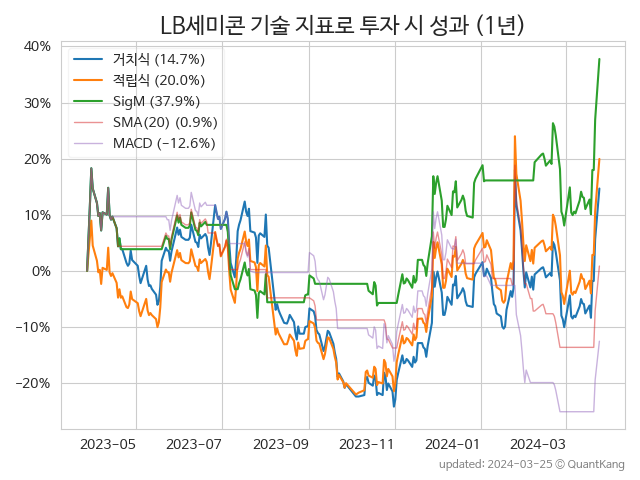 LB세미콘 기술 지표로 투자 시 성과 (1년)
40%
30%
20%
10%
0%
−10%
−20%
거치식 (14.7%)
적립식 (20.0%)
SigM (37.9%)
SMA(20) (0.9%)
MACD (−12.6%)
2023-05
2023-07
2023-09
2023-11
2024-01
2024-03
updated: 2024-03-25 © QuantKang